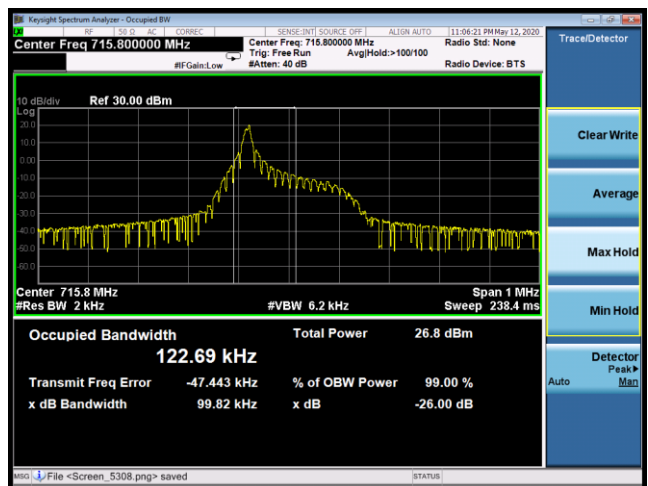 Keysight Spectrum Analyzer - Occupied BW
RF 50 Ω AC CORREC SENSE:INT SOURCE OFF ALIGN AUTO 11:06:21 PM May 12, 2020
Center Freq 715.800000 MHz Center Freq: 715.800000 MHz Radio Std: None Trace/Detector
Trig: Free Run Avg|Hold:>100/100
#IFGain:Low #Atten: 40 dB Radio Device: BTS
10 dB/div Ref 30.00 dBm
Log
20.0
10.0
0.00
-10.0
-20.0
-30.0
-40.0
-50.0
-60.0
Center 715.8 MHz Span 1 MHz
#Res BW 2 kHz #VBW 6.2 kHz Sweep 238.4 ms
Occupied Bandwidth Total Power 26.8 dBm
122.69 kHz
Transmit Freq Error -47.443 kHz % of OBW Power 99.00 %
x dB Bandwidth 99.82 kHz x dB -26.00 dB
Clear Write
Average
Max Hold
Min Hold
Detector
Peak▶
Auto Man
MSG File <Screen_5308.png> saved STATUS